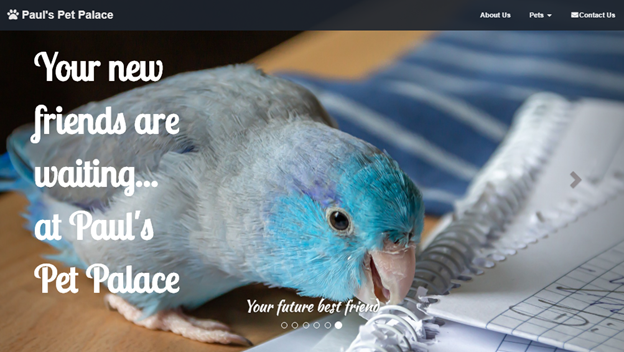 Paul's Pet Palace
About Us
Pets
Contact Us
Your new
friends are
waiting...
at Paul's
Pet Palace
Your future best friend